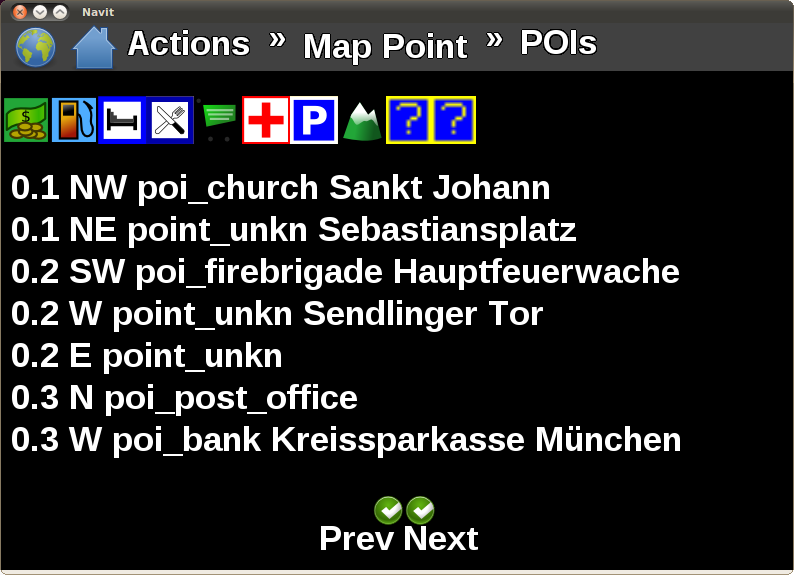 Navit
Actions » Map Point » POIs
$ P ? ?
0.1 NW poi_church Sankt Johann
0.1 NE point_unkn Sebastiansplatz
0.2 SW poi_firebrigade Hauptfeuerwache
0.2 W point_unkn Sendlinger Tor
0.2 E point_unkn
0.3 N poi_post_office
0.3 W poi_bank Kreissparkasse München
Prev Next